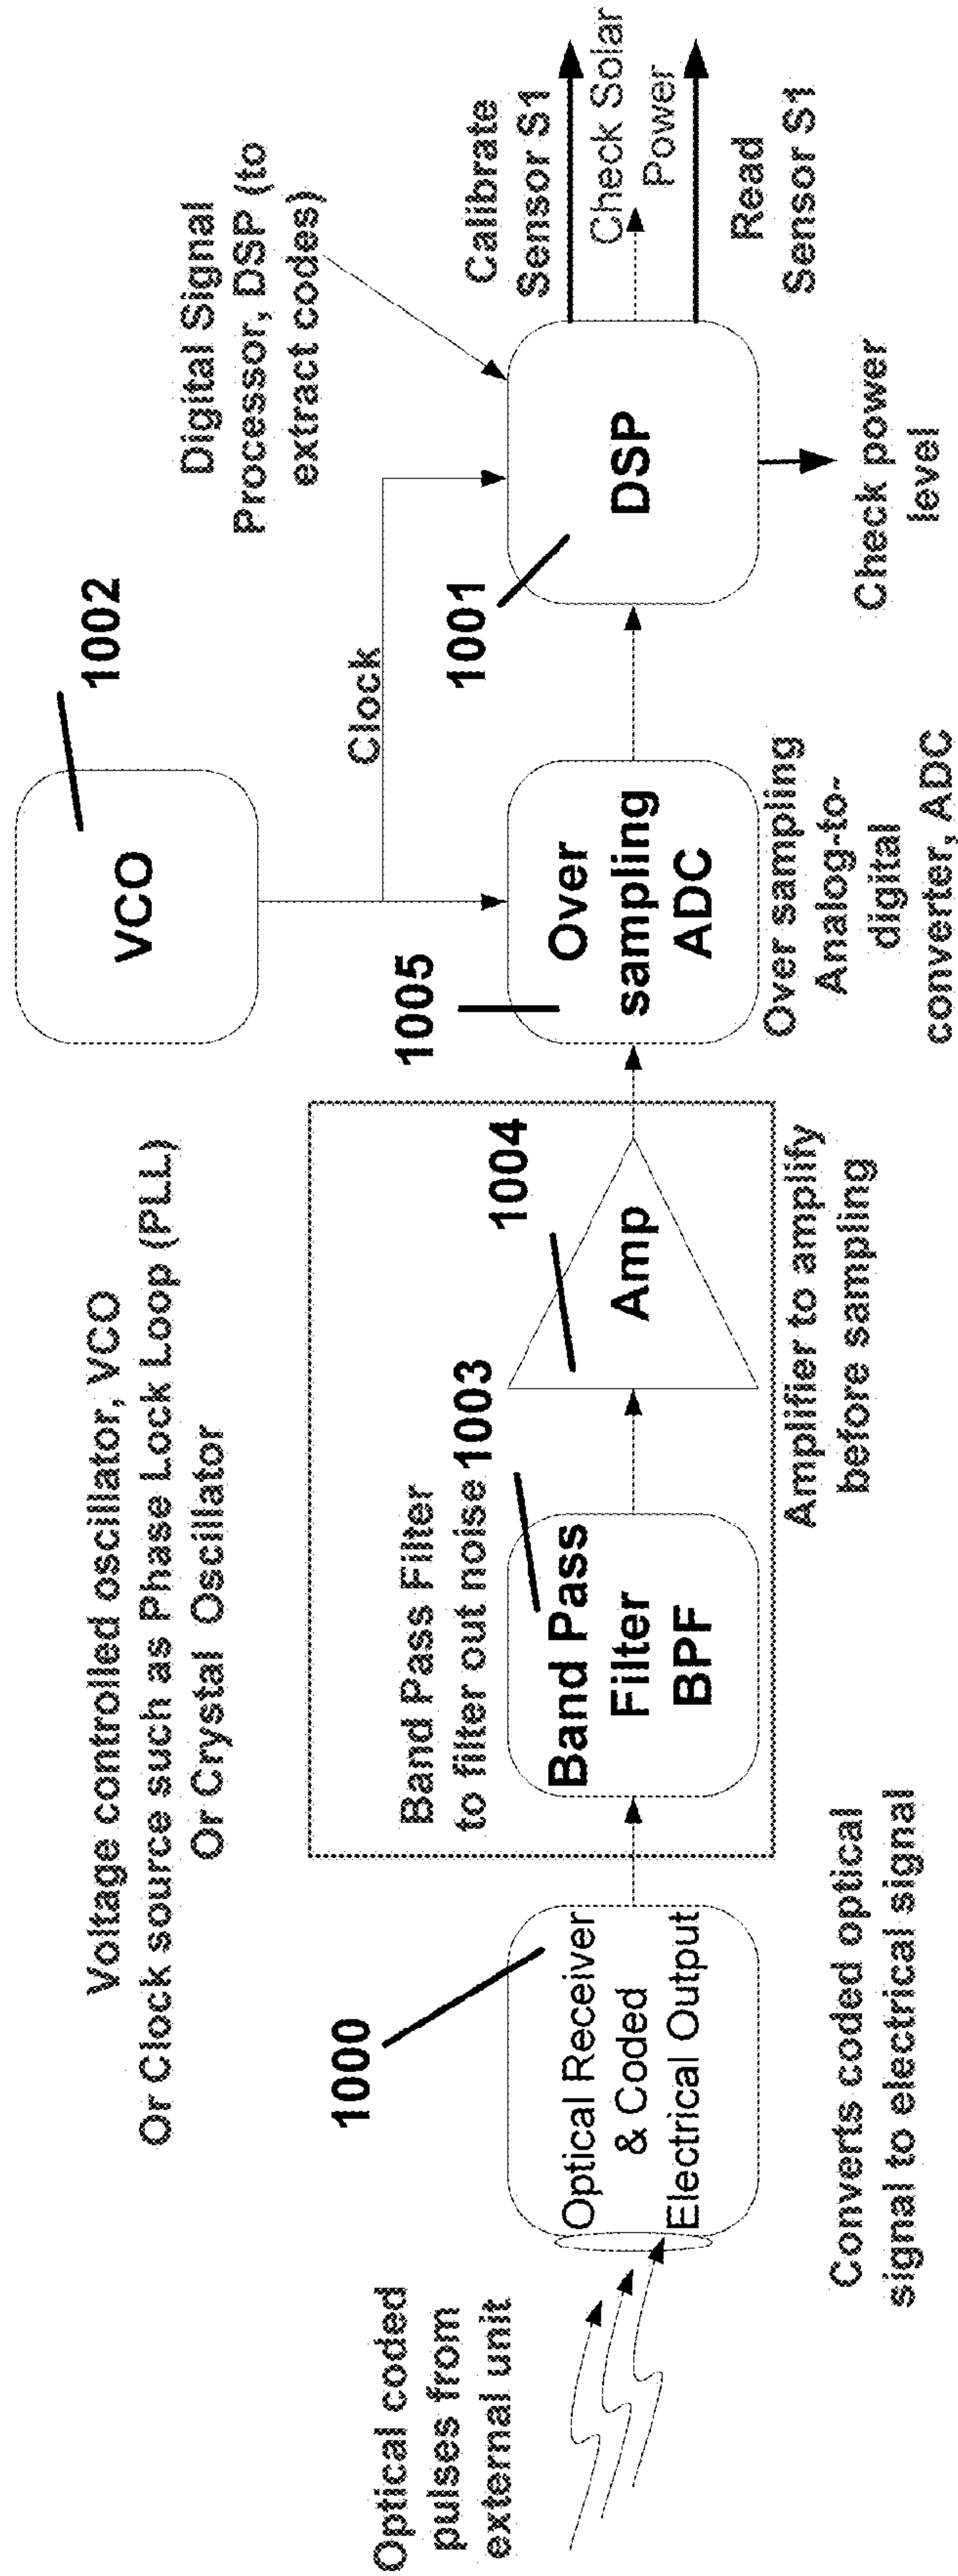 Voltage controlled oscillator, VCO
Or Clock source such as Phase Lock Loop (PLL)
Or Crystal Oscillator
VCO
1002
Digital Signal
Processor, DSP (to
extract codes)
Clock
Optical coded
pulses from
external unit
1000
Optical Receiver
& Coded
Electrical Output
Converts coded optical
signal to electrical signal
Band Pass Filter
to filter out noise
1003
Band Pass
Filter
BPF
1004
Amp
Amplifier to amplify
before sampling
1005
Over
sampling
ADC
Over sampling
Analog-to-
digital
converter, ADC
1001
DSP
Calibrate
Sensor S1
Check Solar
Power
Read
Sensor S1
Check power
level